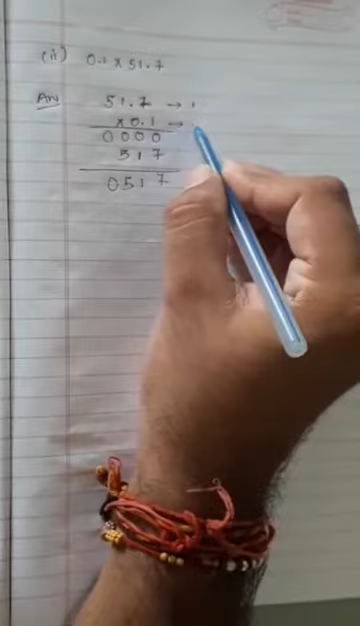 (ii) 0.1 x 51.7
Ans 51.7 → 1
x 0.1 →
0000
517
0517